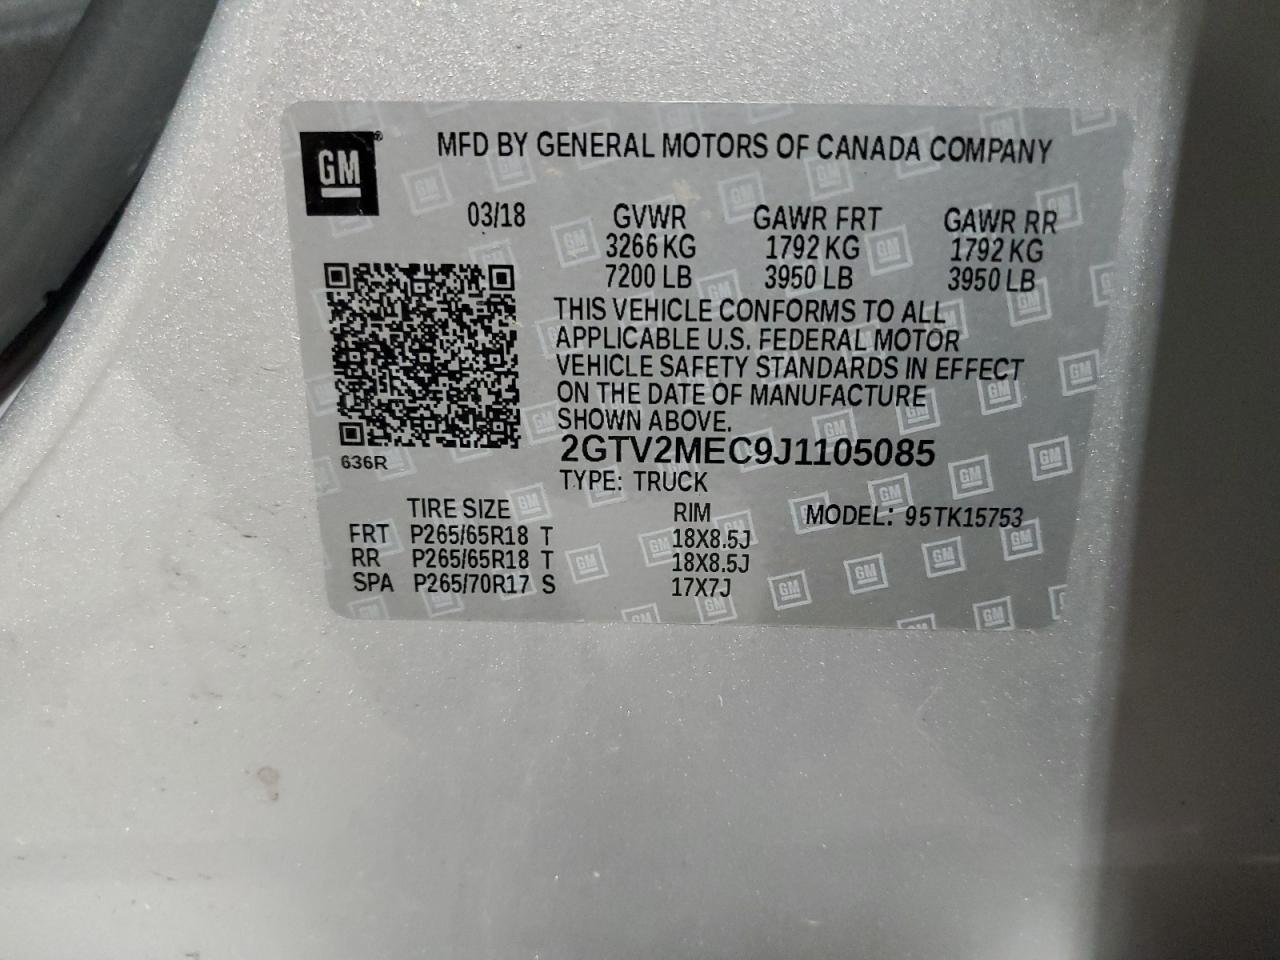 GM®
MFD BY GENERAL MOTORS OF CANADA COMPANY
03/18 GVWR GAWR FRT GAWR RR
3266 KG 1792 KG 1792 KG
7200 LB 3950 LB 3950 LB
THIS VEHICLE CONFORMS TO ALL
APPLICABLE U.S. FEDERAL MOTOR
VEHICLE SAFETY STANDARDS IN EFFECT
ON THE DATE OF MANUFACTURE
SHOWN ABOVE.
2GTV2MEC9J1105085
636R
TYPE: TRUCK
TIRE SIZE RIM MODEL: 95TK15753
FRT P265/65R18 T 18X8.5J
RR P265/65R18 T 18X8.5J
SPA P265/70R17 S 17X7J